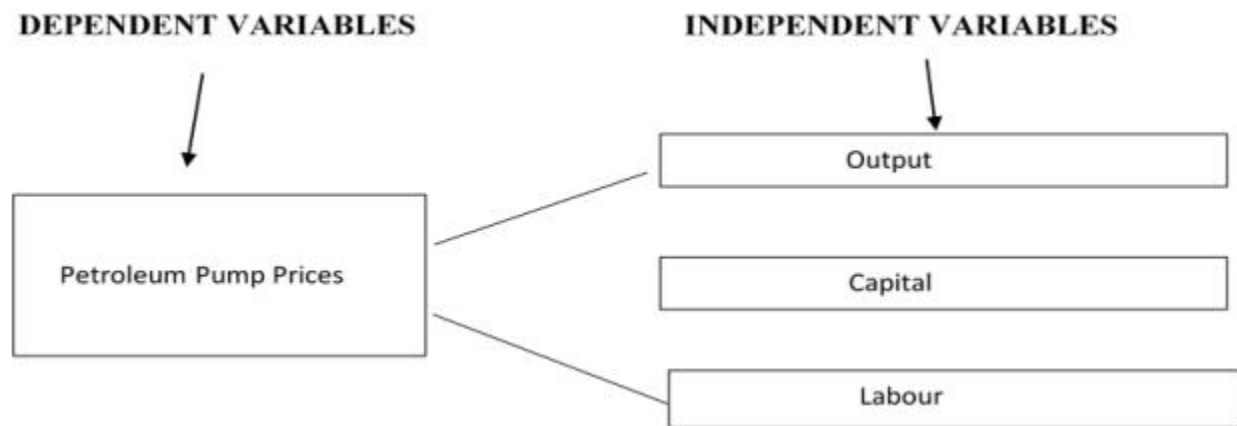 DEPENDENT VARIABLES
INDEPENDENT VARIABLES
Output
Petroleum Pump Prices
Capital
Labour